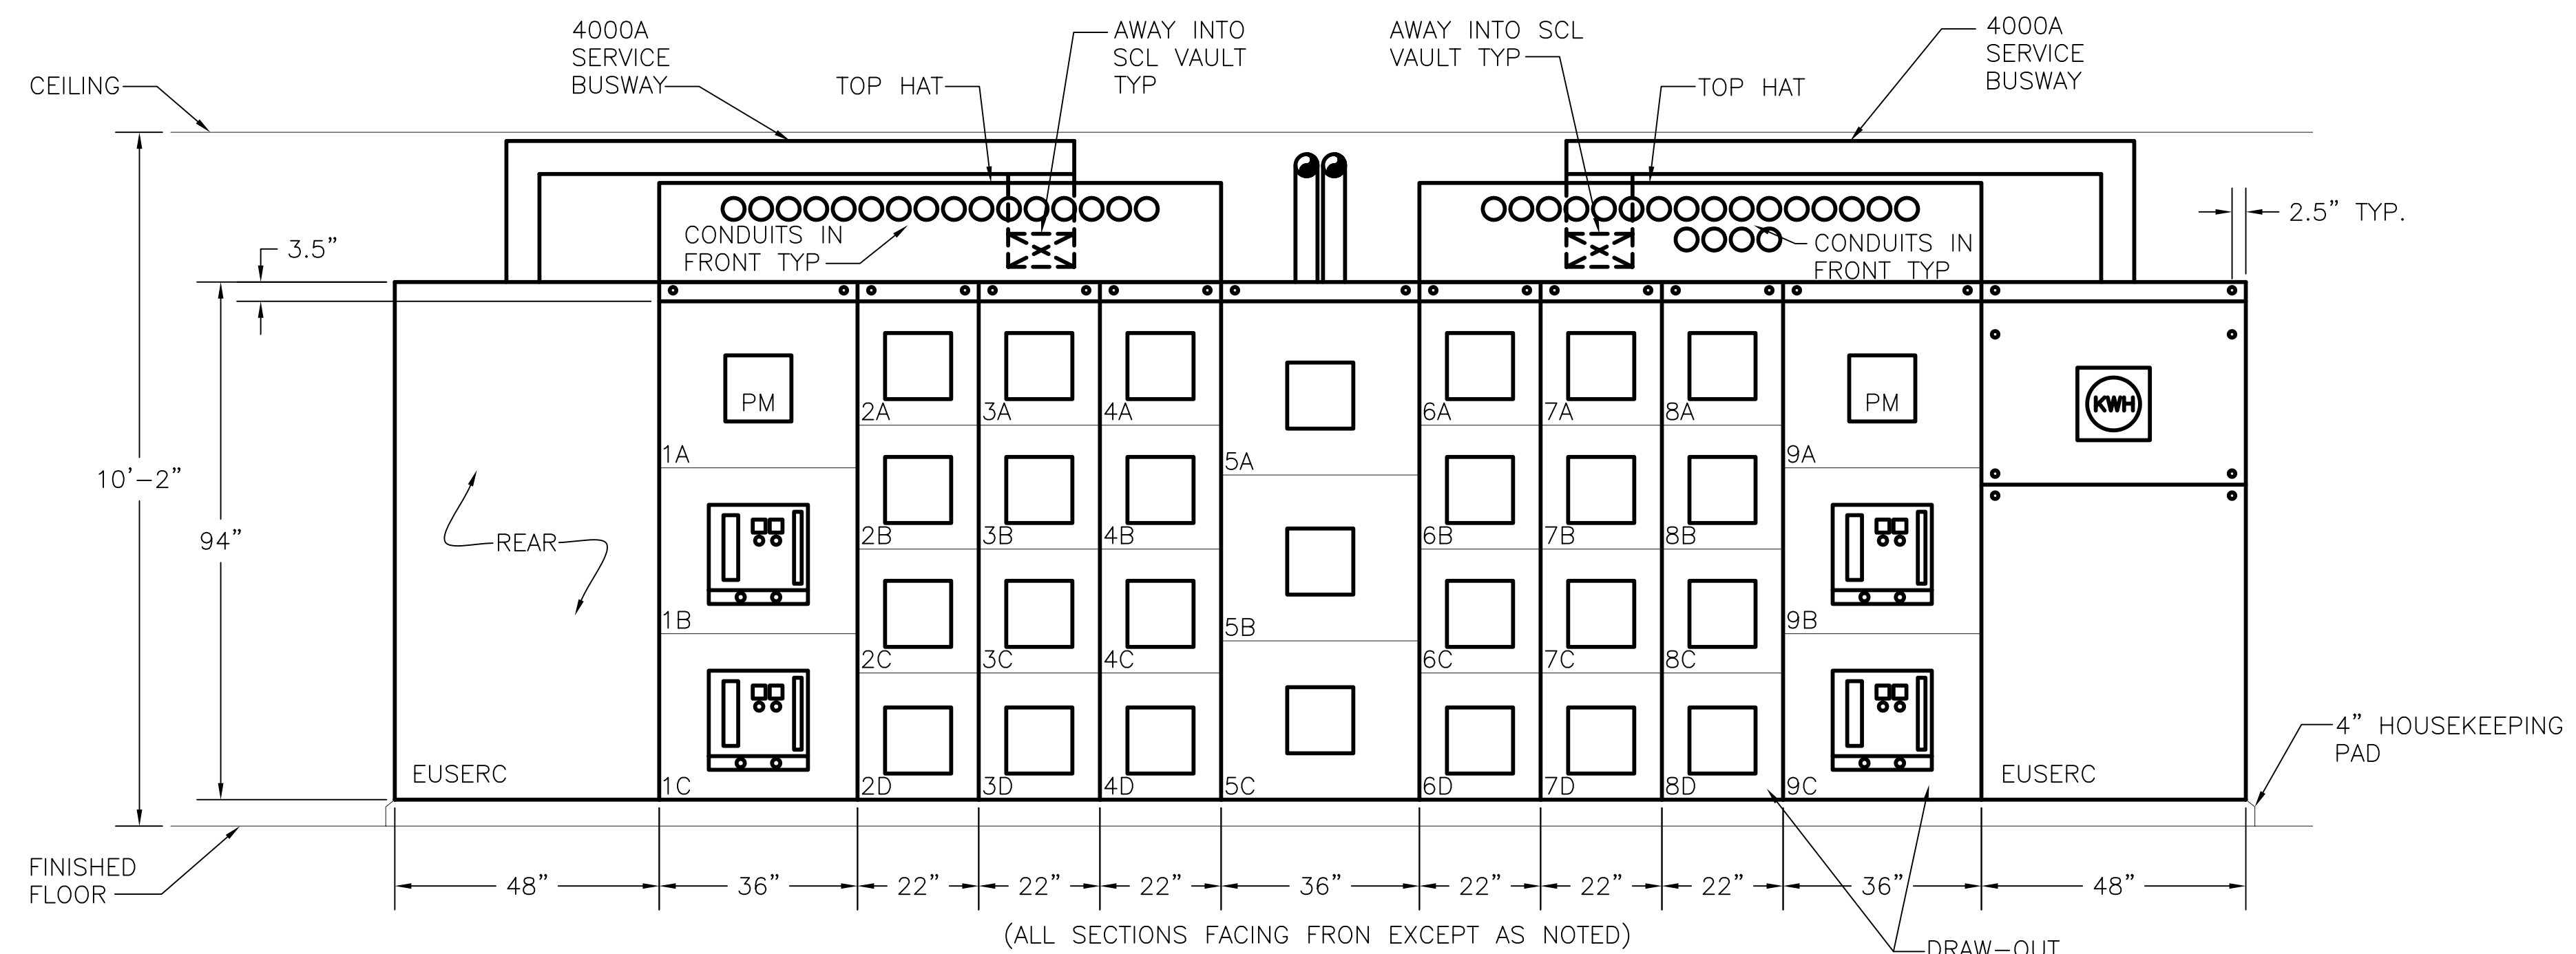 4000A
SERVICE
BUSWAY
AWAY INTO
SCL VAULT
TYP
AWAY INTO SCL
VAULT TYP
4000A
SERVICE
BUSWAY
CEILING
TOP HAT
TOP HAT
CONDUITS IN
FRONT TYP
CONDUITS IN
FRONT TYP
2.5” TYP.
3.5”
10’-2”
94”
REAR
EUSERC
PM
1A
1B
1C
2A
2B
2C
2D
3A
3B
3C
3D
4A
4B
4C
4D
5A
5B
5C
6A
6B
6C
6D
7A
7B
7C
7D
8A
8B
8C
8D
PM
9A
9B
9C
KWH
EUSERC
4” HOUSEKEEPING
PAD
FINISHED
FLOOR
48”
36”
22”
22”
22”
36”
22”
22”
22”
36”
48”
(ALL SECTIONS FACING FRON EXCEPT AS NOTED)
DRAW-OUT